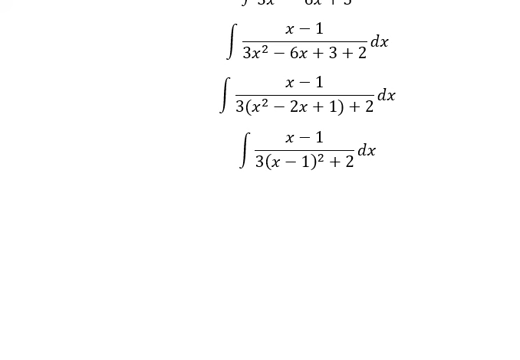 ∫ (x − 1)/(3x² − 6x + 3 + 2) dx
∫ (x − 1)/(3(x² − 2x + 1) + 2) dx
∫ (x − 1)/(3(x − 1)² + 2) dx